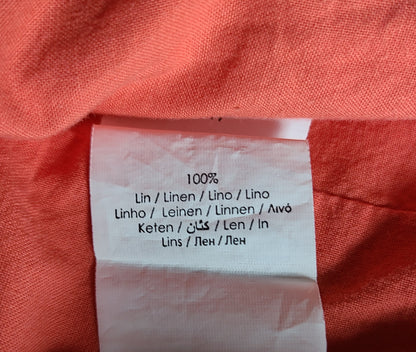 100%
Lin / Linen / Lino / Lino
Linho / Leinen / Linnen / Λινό
Keten / كتان / Len / In
Lins / Лен / Лен